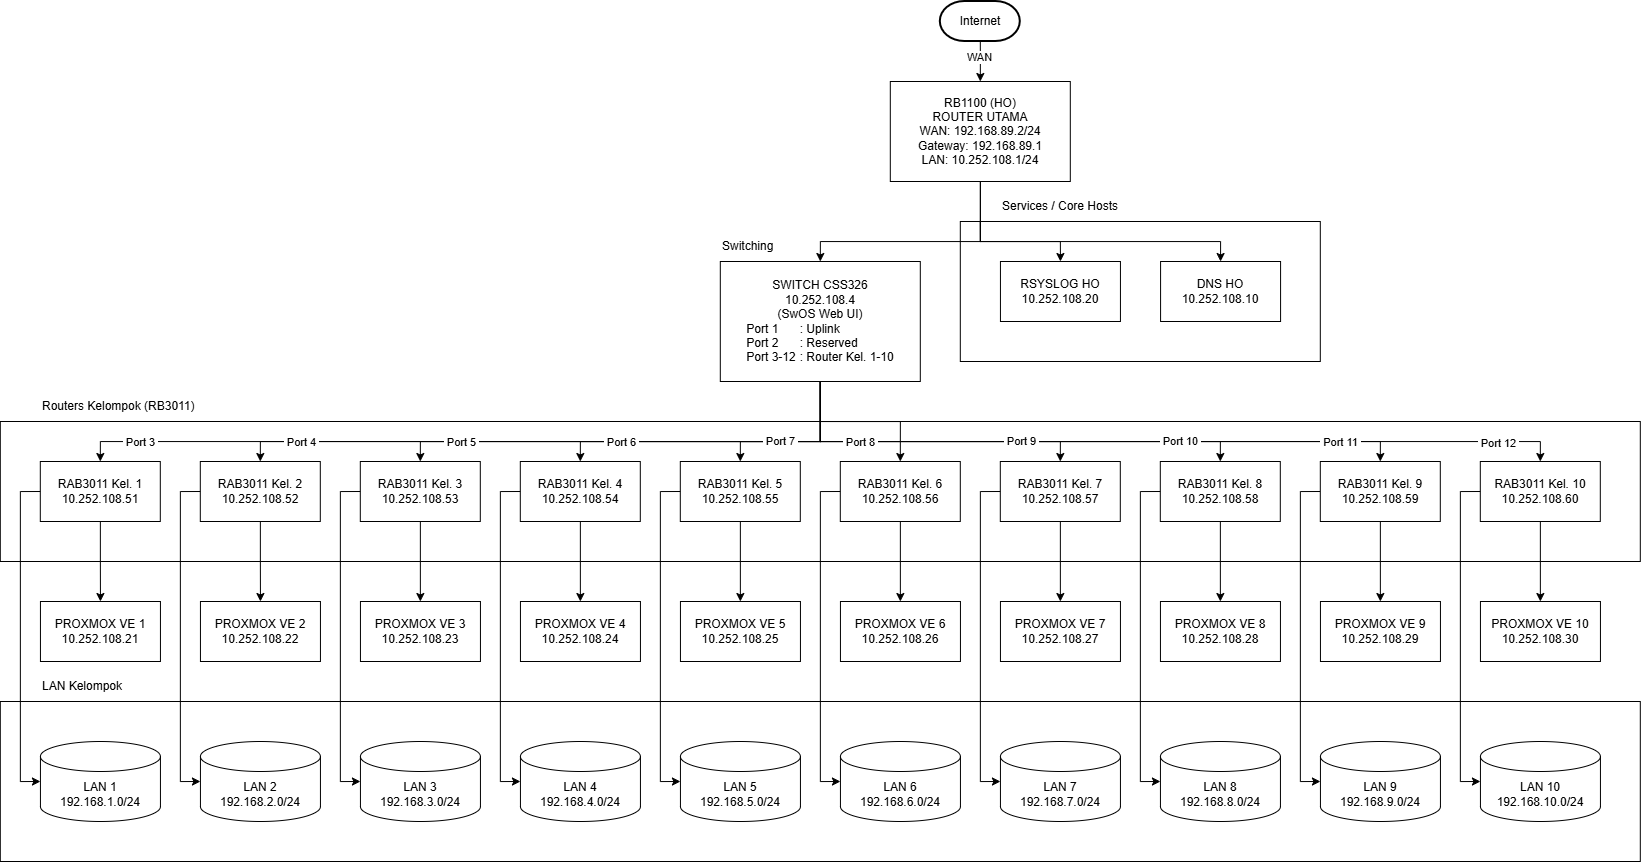 Internet
WAN
RB1100 (HO)
ROUTER UTAMA
WAN: 192.168.89.2/24
Gateway: 192.168.89.1
LAN: 10.252.108.1/24
Services / Core Hosts
Switching
SWITCH CSS326
10.252.108.4
(SwOS Web UI)
Port 1 : Uplink
Port 2 : Reserved
Port 3-12 : Router Kel. 1-10
RSYSLOG HO
10.252.108.20
DNS HO
10.252.108.10
Routers Kelompok (RB3011)
Port 3
Port 4
Port 5
Port 6
Port 7
Port 8
Port 9
Port 10
Port 11
Port 12
RAB3011 Kel. 1
10.252.108.51
RAB3011 Kel. 2
10.252.108.52
RAB3011 Kel. 3
10.252.108.53
RAB3011 Kel. 4
10.252.108.54
RAB3011 Kel. 5
10.252.108.55
RAB3011 Kel. 6
10.252.108.56
RAB3011 Kel. 7
10.252.108.57
RAB3011 Kel. 8
10.252.108.58
RAB3011 Kel. 9
10.252.108.59
RAB3011 Kel. 10
10.252.108.60
PROXMOX VE 1
10.252.108.21
PROXMOX VE 2
10.252.108.22
PROXMOX VE 3
10.252.108.23
PROXMOX VE 4
10.252.108.24
PROXMOX VE 5
10.252.108.25
PROXMOX VE 6
10.252.108.26
PROXMOX VE 7
10.252.108.27
PROXMOX VE 8
10.252.108.28
PROXMOX VE 9
10.252.108.29
PROXMOX VE 10
10.252.108.30
LAN Kelompok
LAN 1
192.168.1.0/24
LAN 2
192.168.2.0/24
LAN 3
192.168.3.0/24
LAN 4
192.168.4.0/24
LAN 5
192.168.5.0/24
LAN 6
192.168.6.0/24
LAN 7
192.168.7.0/24
LAN 8
192.168.8.0/24
LAN 9
192.168.9.0/24
LAN 10
192.168.10.0/24